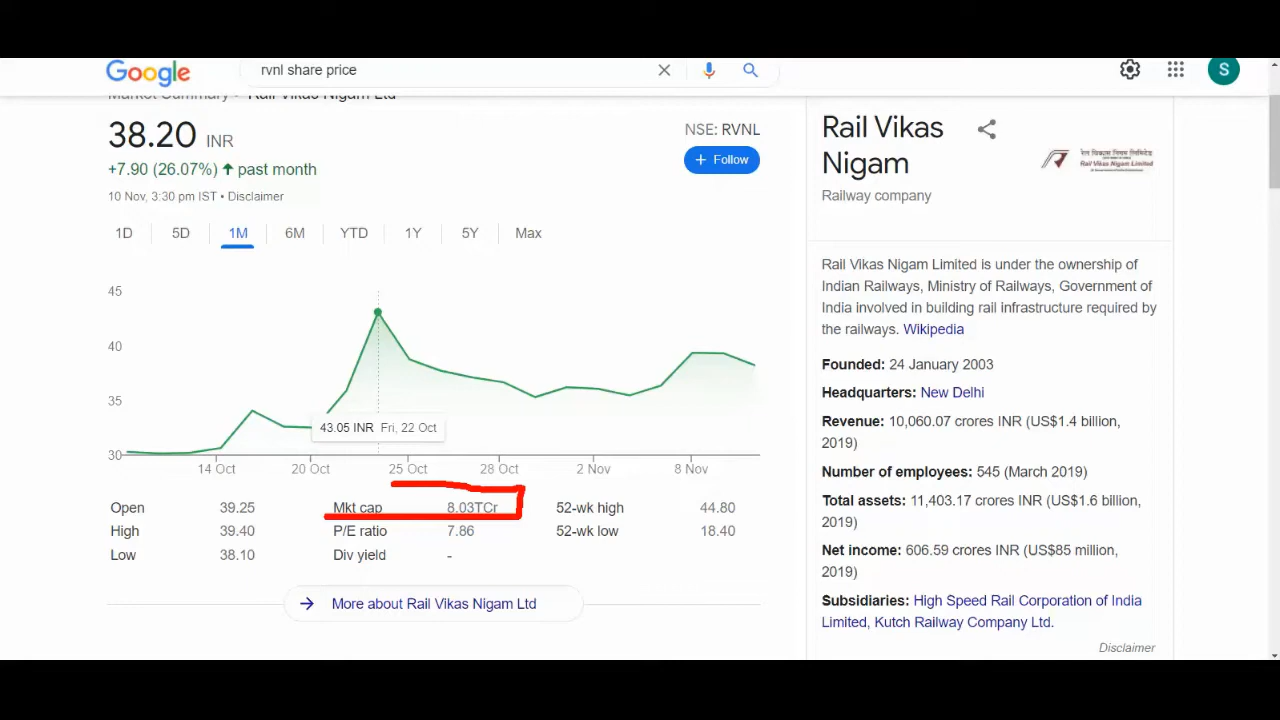 Google
rvnl share price
S
Market Summary > Rail Vikas Nigam Ltd
38.20 INR
+7.90 (26.07%) ↑ past month
10 Nov, 3:30 pm IST • Disclaimer
NSE: RVNL
+ Follow
1D 5D 1M 6M YTD 1Y 5Y Max
45
40
35
30
43.05 INR Fri, 22 Oct
14 Oct 20 Oct 25 Oct 28 Oct 2 Nov 8 Nov
Open 39.25 Mkt cap 8.03TCr 52-wk high 44.80
High 39.40 P/E ratio 7.86 52-wk low 18.40
Low 38.10 Div yield -
More about Rail Vikas Nigam Ltd
Rail Vikas
Nigam
Railway company
रेल विकास निगम लिमिटेड
Rail Vikas Nigam Limited
Rail Vikas Nigam Limited is under the ownership of
Indian Railways, Ministry of Railways, Government of
India involved in building rail infrastructure required by
the railways. Wikipedia
Founded: 24 January 2003
Headquarters: New Delhi
Revenue: 10,060.07 crores INR (US$1.4 billion,
2019)
Number of employees: 545 (March 2019)
Total assets: 11,403.17 crores INR (US$1.6 billion,
2019)
Net income: 606.59 crores INR (US$85 million,
2019)
Subsidiaries: High Speed Rail Corporation of India
Limited, Kutch Railway Company Ltd.
Disclaimer